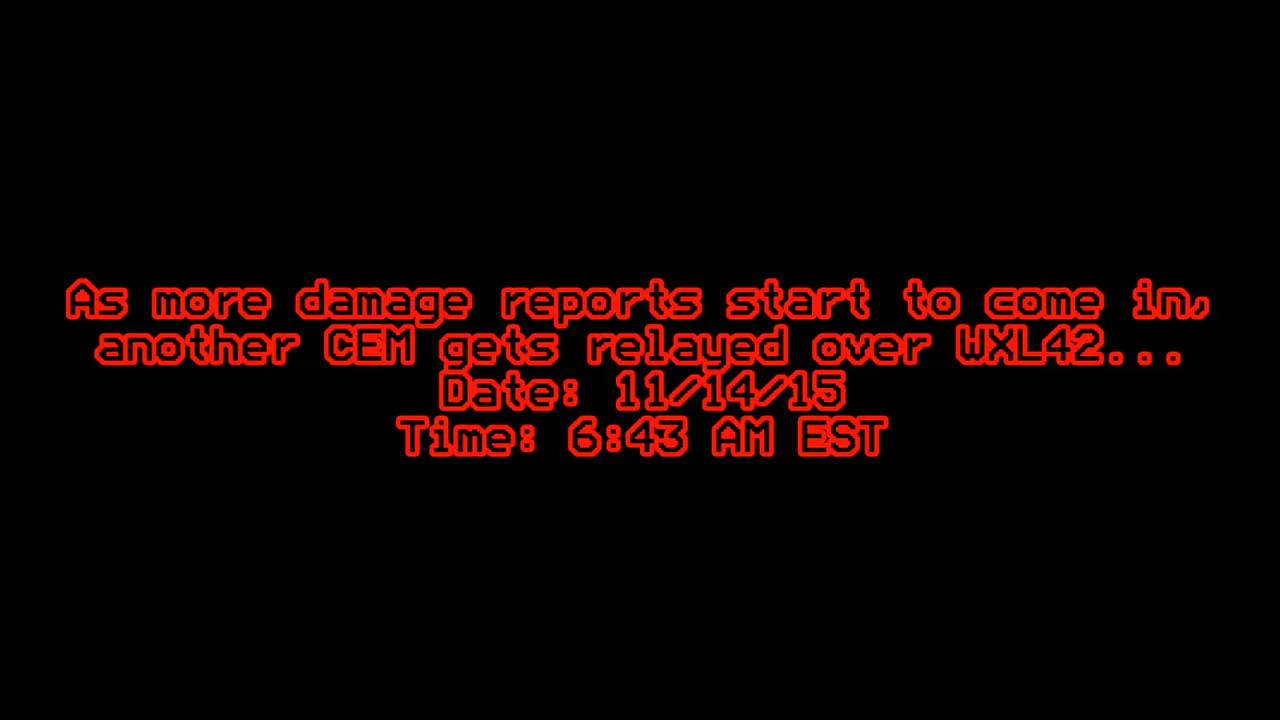 As more damage reports start to come in,
another CEM gets relayed over WXL42...
Date: 11/14/15
Time: 6:43 AM EST